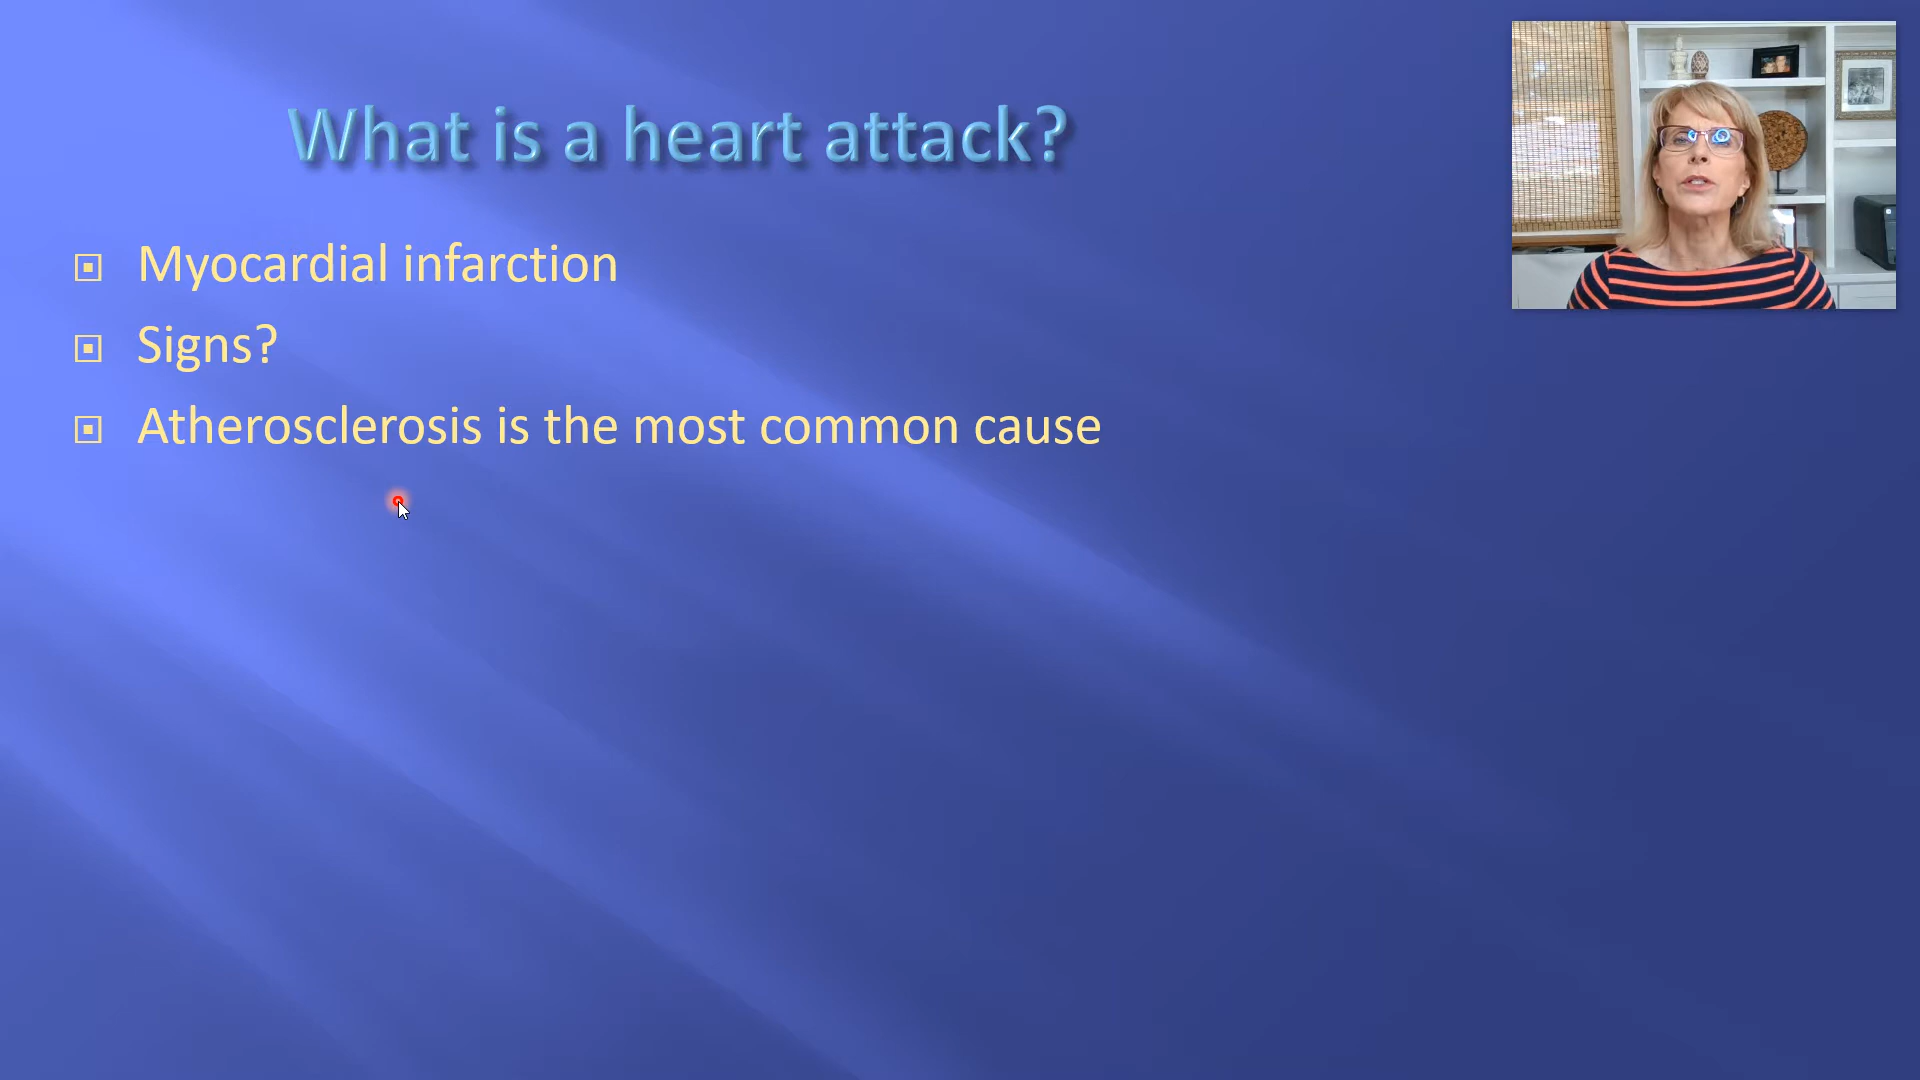 What is a heart attack?
Myocardial infarction
Signs?
Atherosclerosis is the most common cause